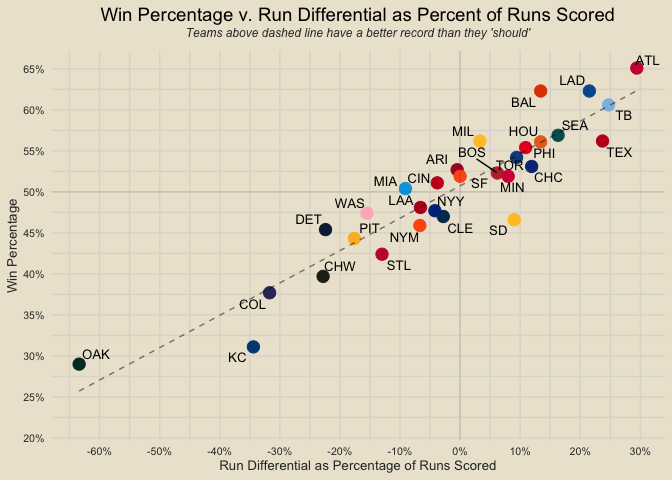 Win Percentage v. Run Differential as Percent of Runs Scored
Teams above dashed line have a better record than they 'should'
65%
60%
55%
50%
45%
40%
35%
30%
25%
20%
Win Percentage
ATL
LAD
BAL
TB
SEA
MIL
HOU
TEX
BOS
PHI
ARI
TOR
CHC
MIA
CIN
SF
MIN
WAS
LAA
NYY
DET
PIT
NYM
CLE
SD
CHW
STL
COL
OAK
KC
-60%
-50%
-40%
-30%
-20%
-10%
0%
10%
20%
30%
Run Differential as Percentage of Runs Scored